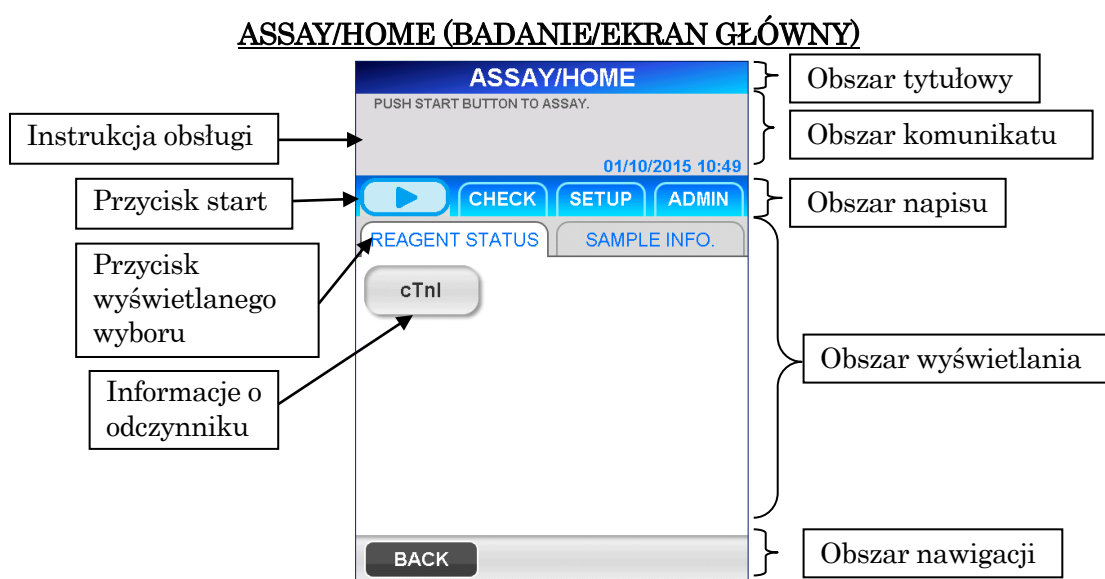 ASSAY/HOME (BADANIE/EKRAN GŁÓWNY)
ASSAY/HOME
PUSH START BUTTON TO ASSAY.
01/10/2015 10:49
CHECK
SETUP
ADMIN
REAGENT STATUS
SAMPLE INFO.
cTnI
BACK
Instrukcja obsługi
Przycisk start
Przycisk
wyświetlanego
wyboru
Informacje o
odczynniku
Obszar tytułowy
Obszar komunikatu
Obszar napisu
Obszar wyświetlania
Obszar nawigacji